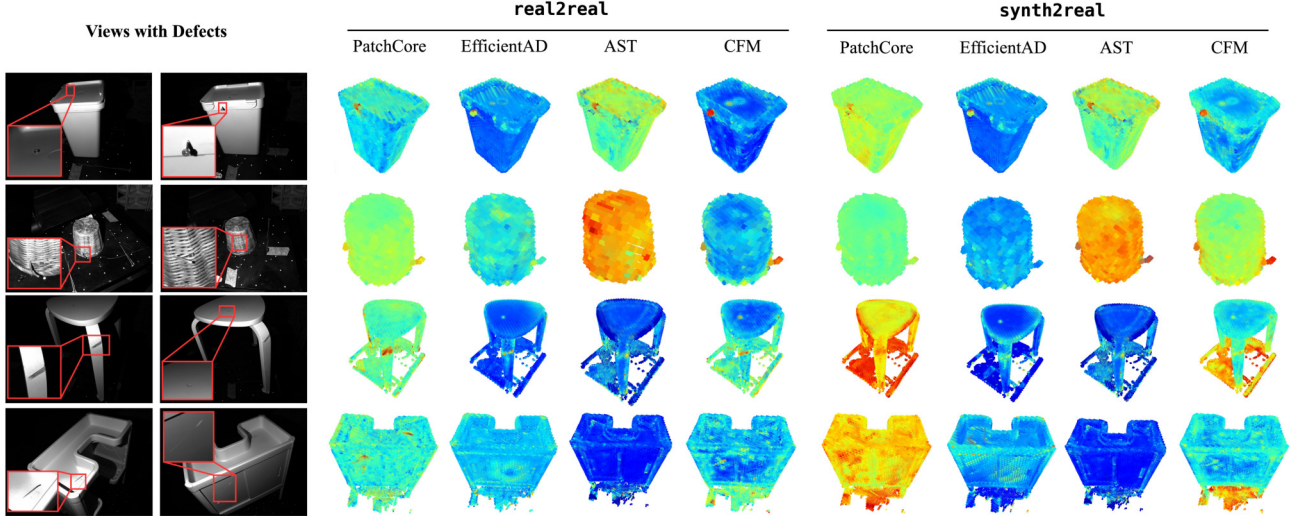 real2real synth2real
Views with Defects
PatchCore EfficientAD AST CFM PatchCore EfficientAD AST CFM